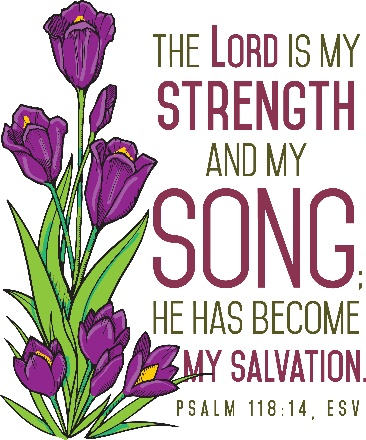 THE LORD IS MY
STRENGTH
AND MY
SONG;
HE HAS BECOME
MY SALVATION.
PSALM 118:14, ESV